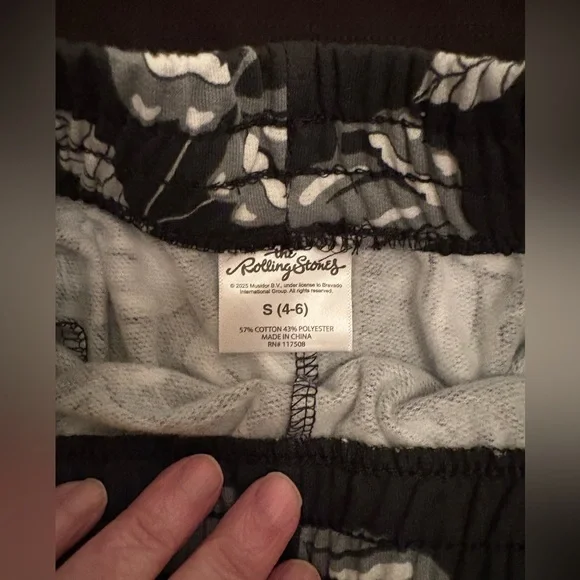 the
Rolling Stones
© 2025 Musidor B.V., under license to Bravado
International Group. All rights reserved.
S (4-6)
57% COTTON 43% POLYESTER
MADE IN CHINA
RN# 117508